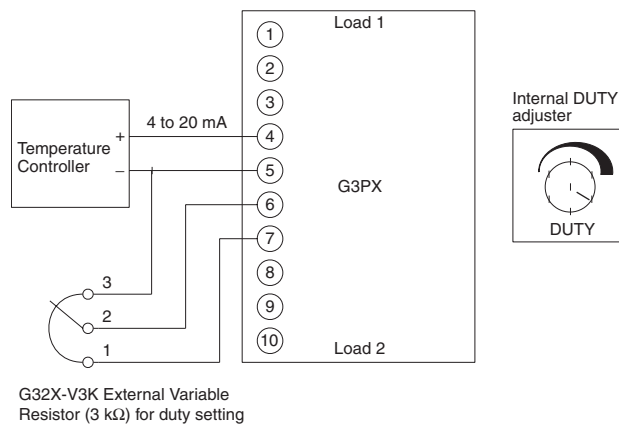 Load 1
1
2
3
4
5
6
7
8
9
10
Load 2
G3PX
Temperature
Controller
+
−
4 to 20 mA
3
2
1
G32X-V3K External Variable
Resistor (3 kΩ) for duty setting
Internal DUTY
adjuster
DUTY